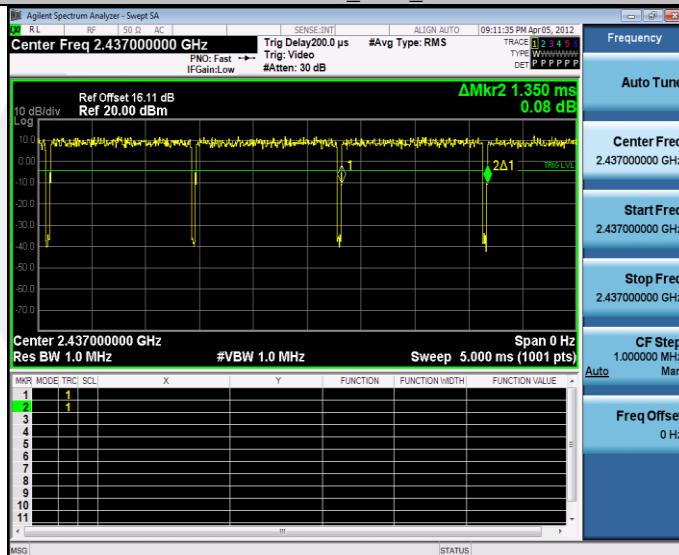 Agilent Spectrum Analyzer - Swept SA
RL RF 50 Ω AC SENSE:INT ALIGN AUTO 09:11:35 PM Apr 05, 2012
Center Freq 2.437000000 GHz
PNO: Fast
IFGain:Low
Trig Delay200.0 µs
Trig: Video
#Atten: 30 dB
#Avg Type: RMS
TRACE 1 2 3 4 5 6
TYPE W
DET P P P P P P
Frequency
Auto Tune
Center Freq
2.437000000 GHz
Start Freq
2.437000000 GHz
Stop Freq
2.437000000 GHz
CF Step
1.000000 MHz
Auto Man
Freq Offset
0 Hz
ΔMkr2 1.350 ms
0.08 dB
Ref Offset 16.11 dB
10 dB/div Ref 20.00 dBm
Log
10.0
0.00
-10.0
-20.0
-30.0
-40.0
-50.0
-60.0
-70.0
1
2Δ1
TRIG LVL
Center 2.437000000 GHz Span 0 Hz
Res BW 1.0 MHz #VBW 1.0 MHz Sweep 5.000 ms (1001 pts)
MKR MODE TRC SCL X Y FUNCTION FUNCTION WIDTH FUNCTION VALUE
1 1
2 1
3
4
5
6
7
8
9
10
11
MSG STATUS